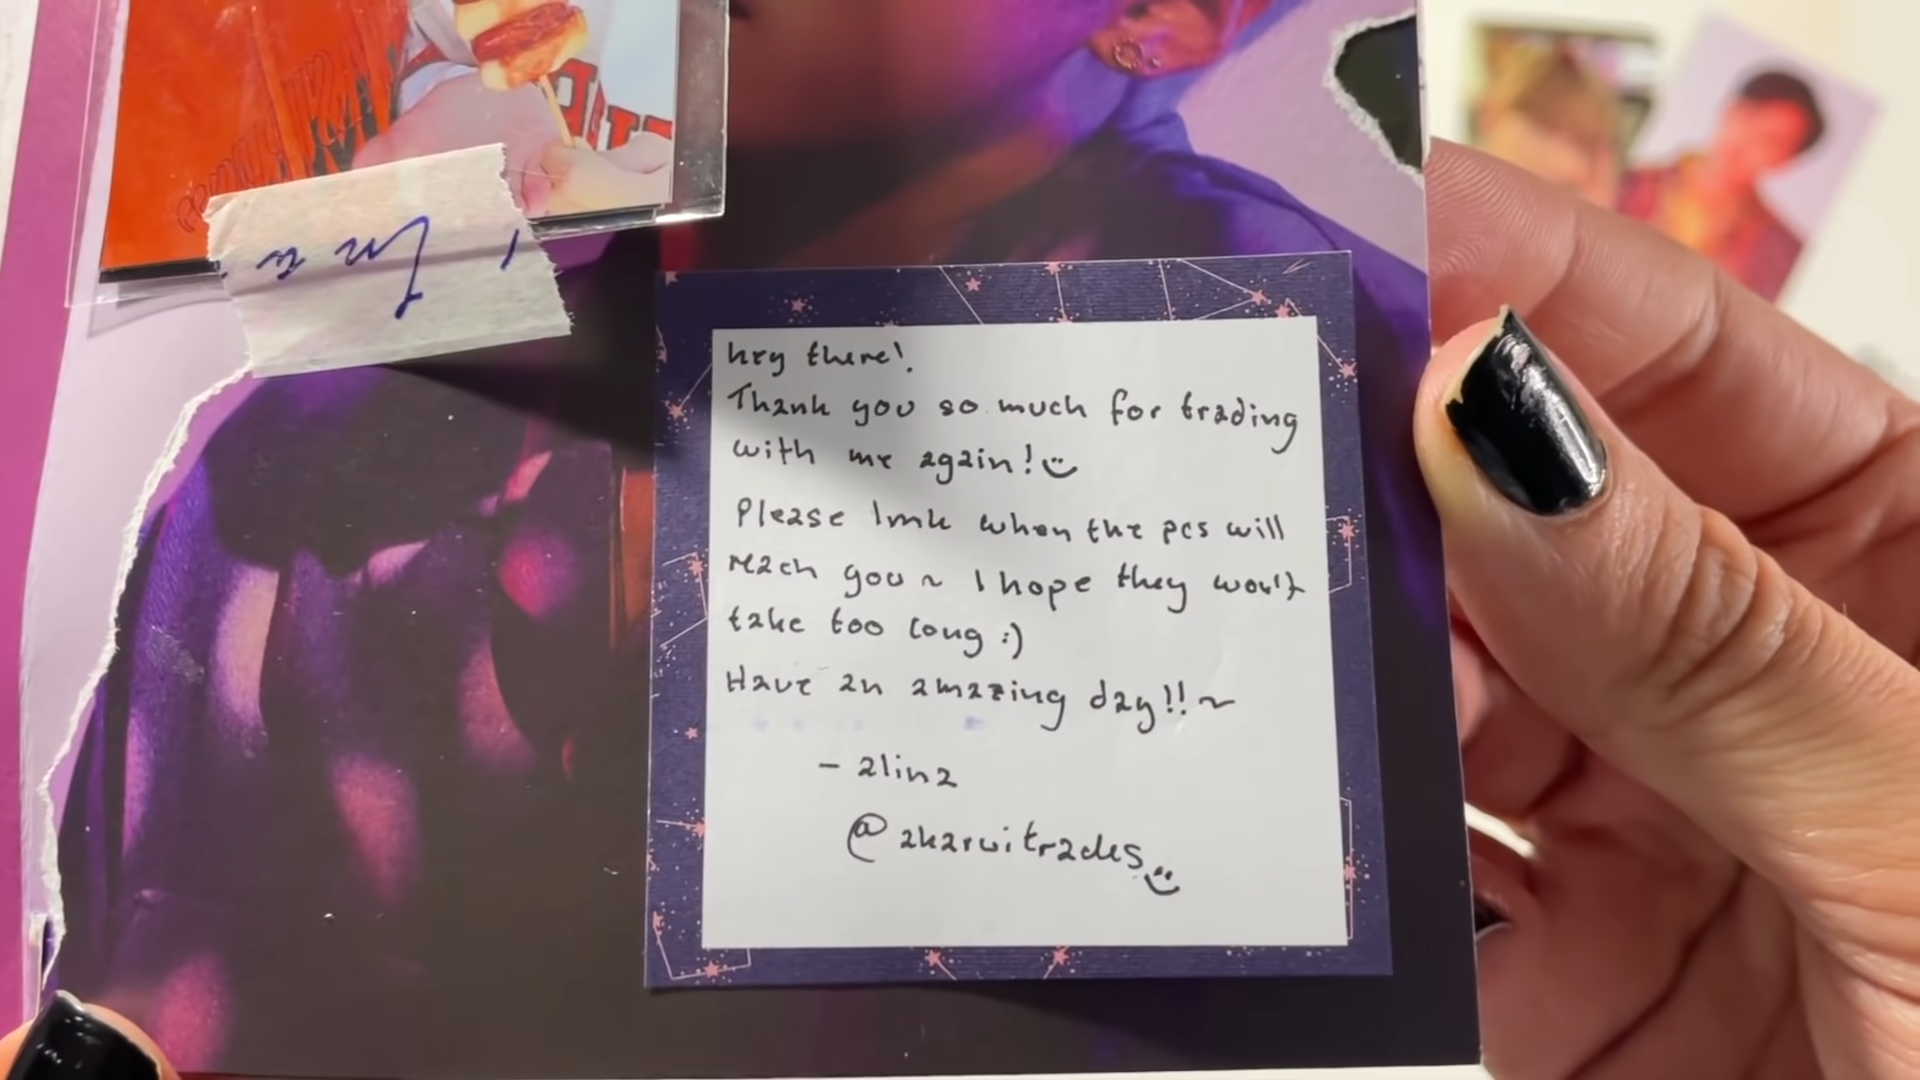 hey there!
Thank you so much for trading
with me again!
Please lmk when the pcs will
reach you ~ I hope they won't
take too long :)
Have an amazing day!! ~
- alina
@akaruitrades